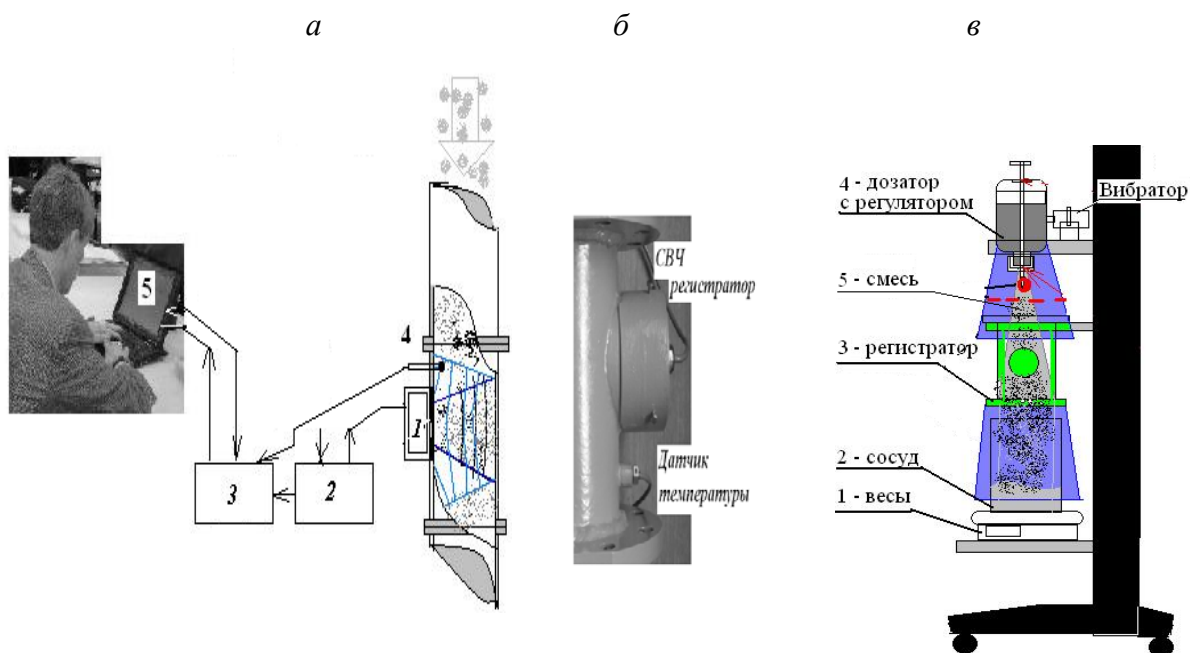 а
б
в
5
4
1
3
2
СВЧ
регистратор
Датчик
температуры
4 - дозатор
с регулятором
Вибратор
5 - смесь
3 - регистратор
2 - сосуд
1 - весы